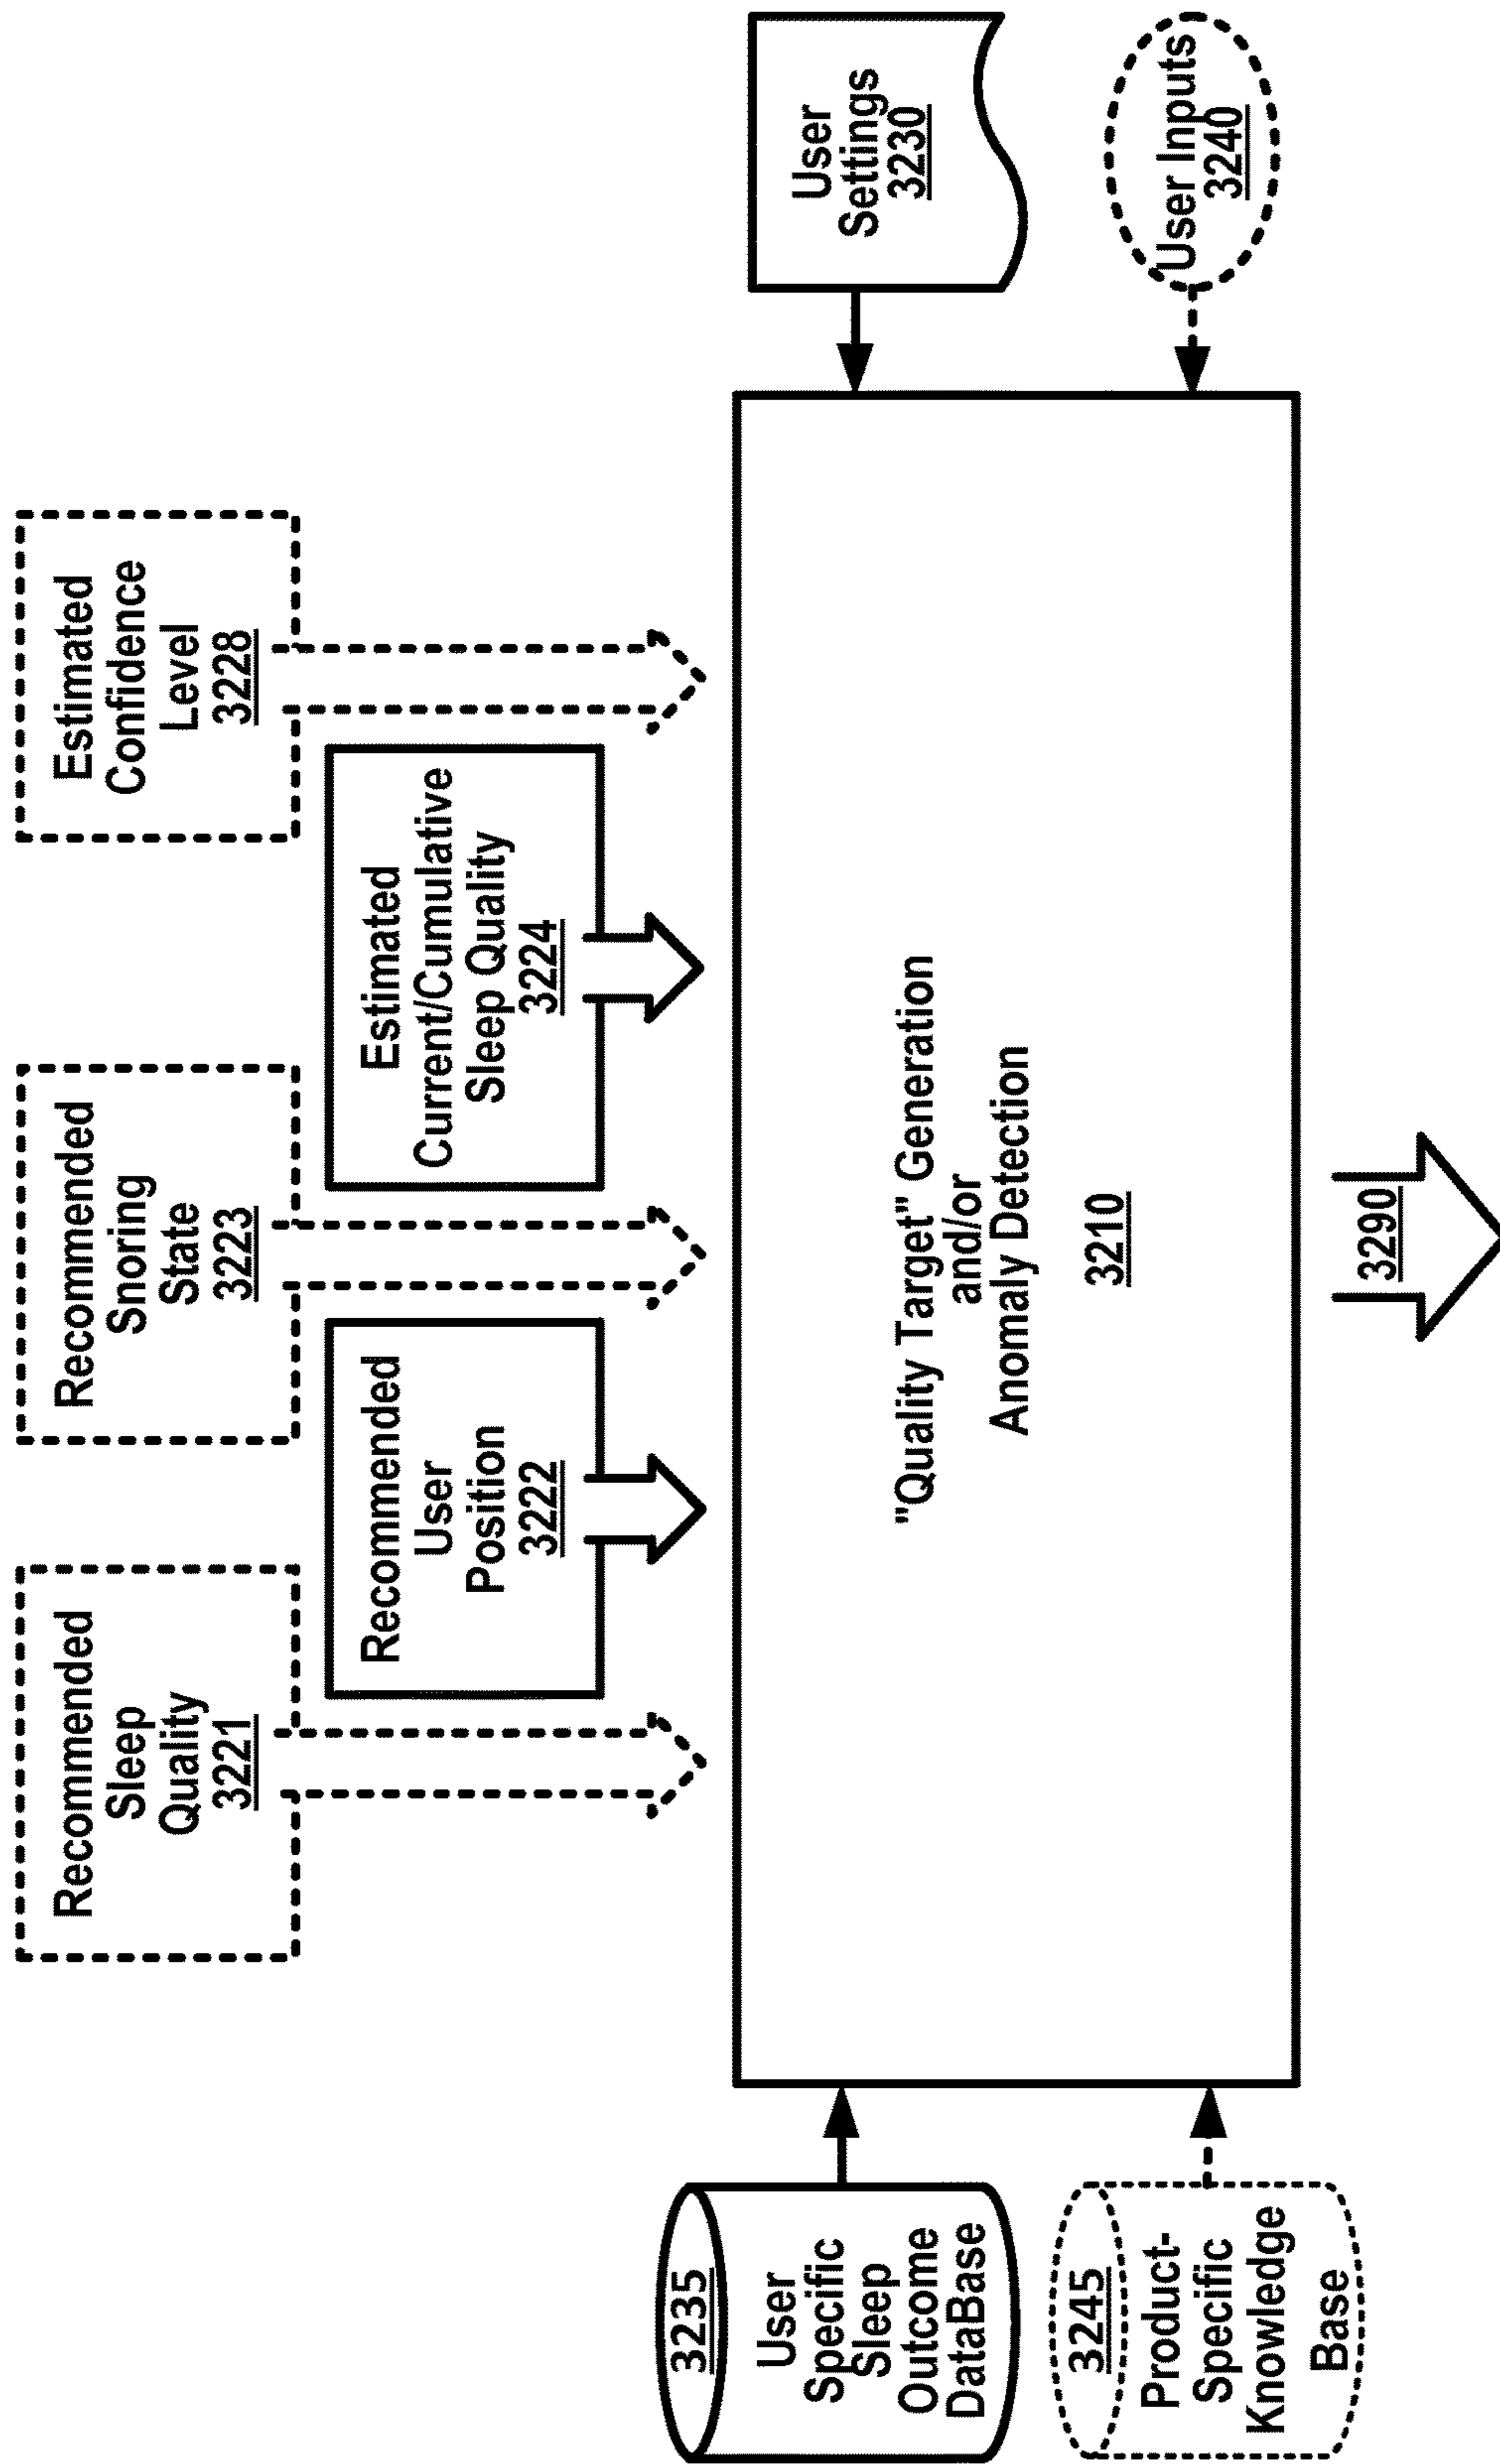 Recommended
Sleep
Quality
3221
Recommended
Snoring
State
3223
Estimated
Confidence
Level
3228
Recommended
User
Position
3222
Estimated
Current/Cumulative
Sleep Quality
3224
3235
User
Specific
Sleep
Outcome
DataBase
3245
Product-
Specific
Knowledge
Base
"Quality Target" Generation
and/or
Anomaly Detection
3210
User
Settings
3230
User Inputs
3240
3290